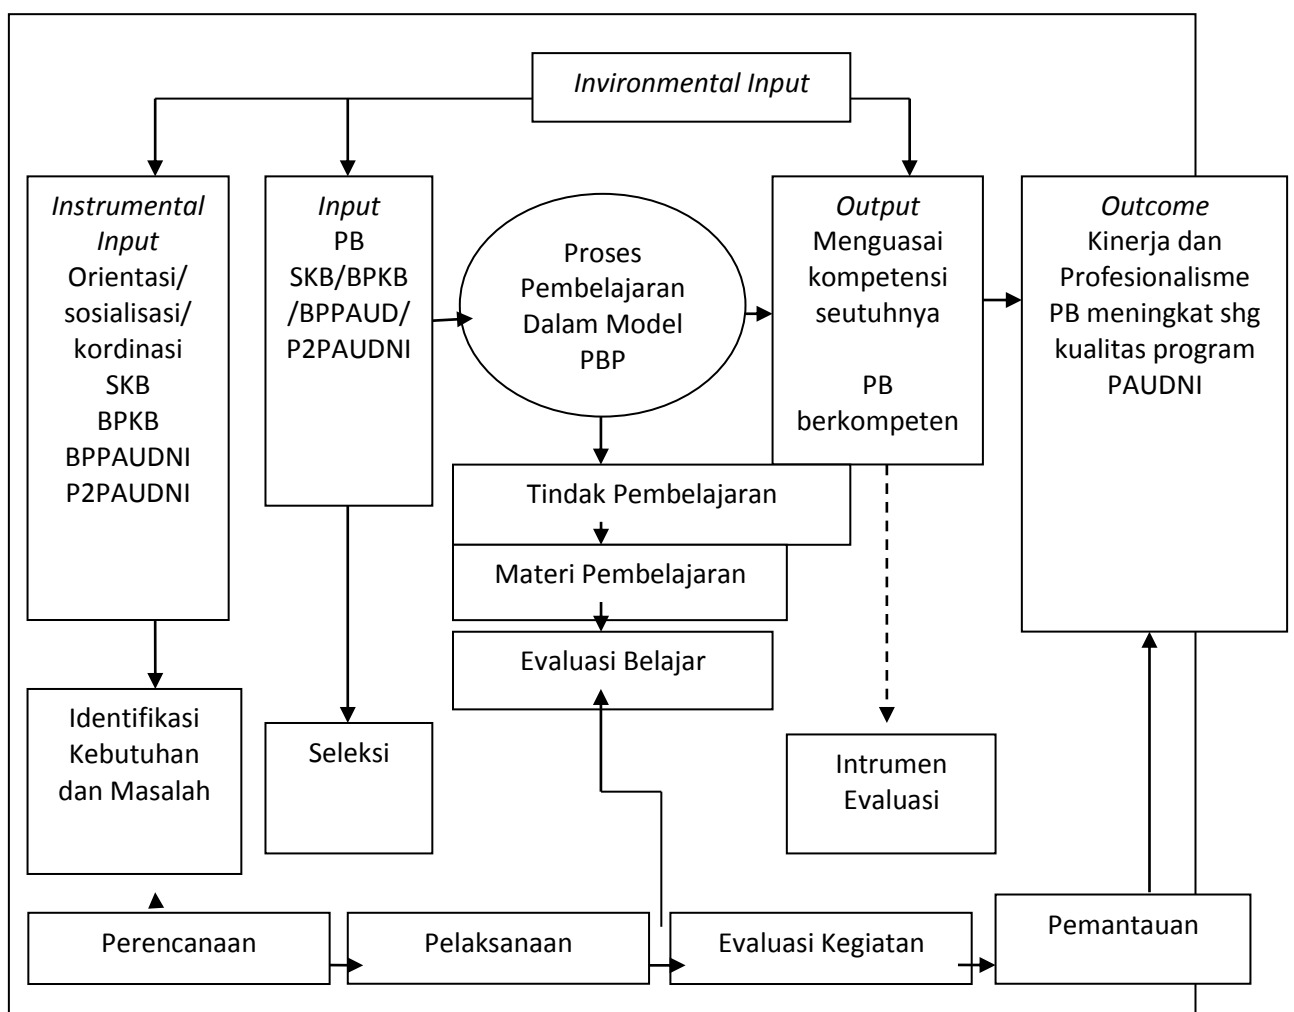 Invironmental Input
Instrumental
Input
Orientasi/
sosialisasi/
kordinasi
SKB
BPKB
BPPAUDNI
P2PAUDNI
Input
PB
SKB/BPKB
/BPPAUD/
P2PAUDNI
Proses
Pembelajaran
Dalam Model
PBP
Output
Menguasai
kompetensi
seutuhnya
PB
berkompeten
Outcome
Kinerja dan
Profesionalisme
PB meningkat shg
kualitas program
PAUDNI
Tindak Pembelajaran
Materi Pembelajaran
Evaluasi Belajar
Identifikasi
Kebutuhan
dan Masalah
Seleksi
Intrumen
Evaluasi
Perencanaan
Pelaksanaan
Evaluasi Kegiatan
Pemantauan